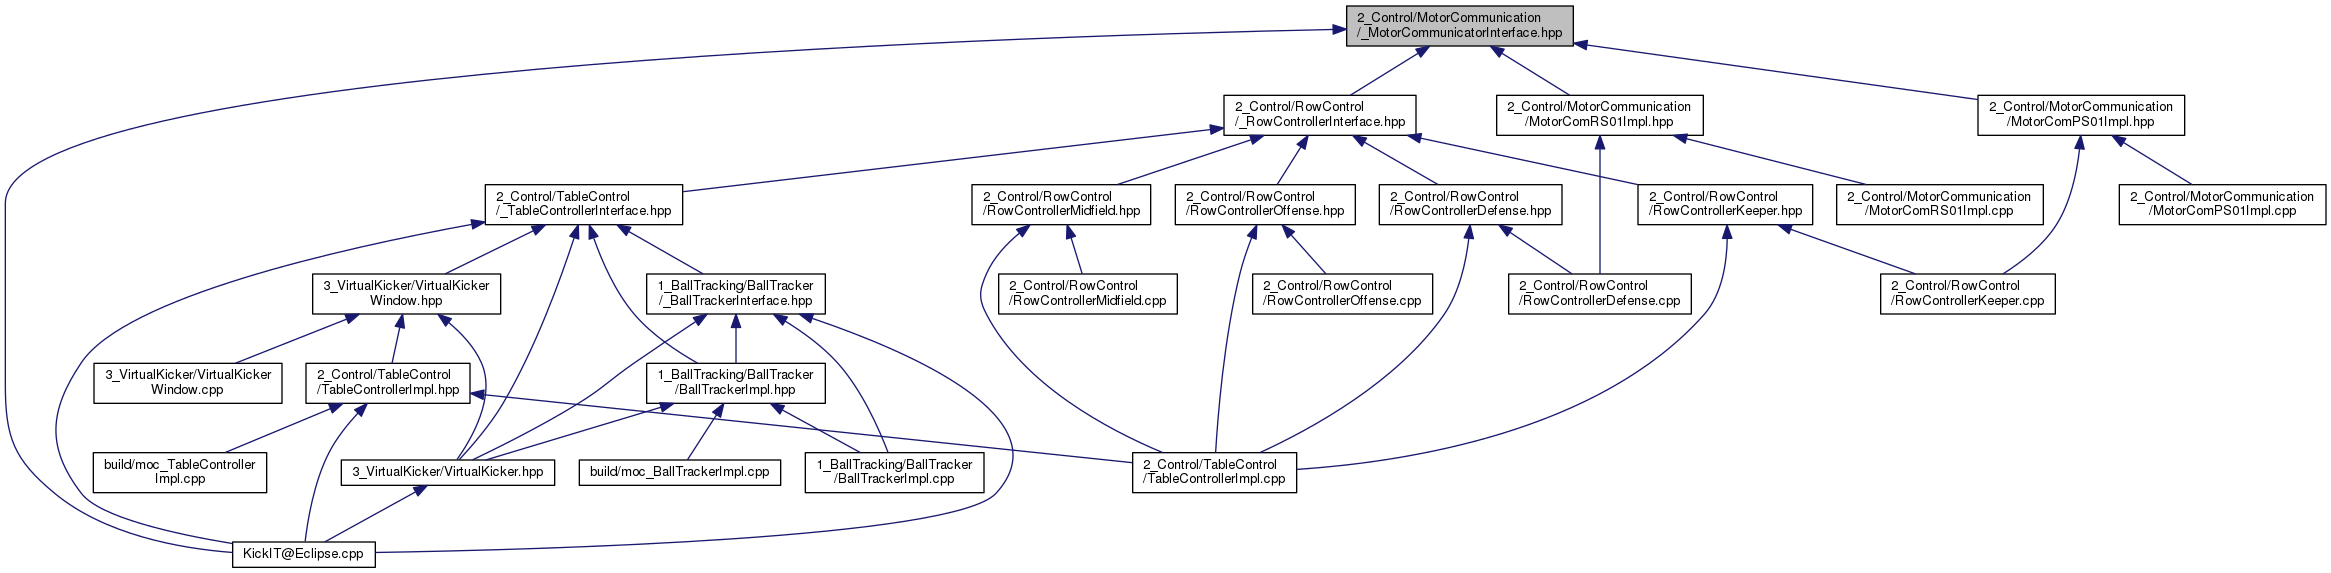 2_Control/MotorCommunication
/_MotorCommunicatorInterface.hpp
2_Control/RowControl
/_RowControllerInterface.hpp
2_Control/MotorCommunication
/MotorComRS01Impl.hpp
2_Control/MotorCommunication
/MotorComPS01Impl.hpp
2_Control/TableControl
/_TableControllerInterface.hpp
2_Control/RowControl
/RowControllerMidfield.hpp
2_Control/RowControl
/RowControllerOffense.hpp
2_Control/RowControl
/RowControllerDefense.hpp
2_Control/RowControl
/RowControllerKeeper.hpp
2_Control/MotorCommunication
/MotorComRS01Impl.cpp
2_Control/MotorCommunication
/MotorComPS01Impl.cpp
3_VirtualKicker/VirtualKicker
Window.hpp
1_BallTracking/BallTracker
/_BallTrackerInterface.hpp
2_Control/RowControl
/RowControllerMidfield.cpp
2_Control/RowControl
/RowControllerOffense.cpp
2_Control/RowControl
/RowControllerDefense.cpp
2_Control/RowControl
/RowControllerKeeper.cpp
3_VirtualKicker/VirtualKicker
Window.cpp
2_Control/TableControl
/TableControllerImpl.hpp
1_BallTracking/BallTracker
/BallTrackerImpl.hpp
build/moc_TableController
Impl.cpp
3_VirtualKicker/VirtualKicker.hpp
build/moc_BallTrackerImpl.cpp
1_BallTracking/BallTracker
/BallTrackerImpl.cpp
2_Control/TableControl
/TableControllerImpl.cpp
KickIT@Eclipse.cpp